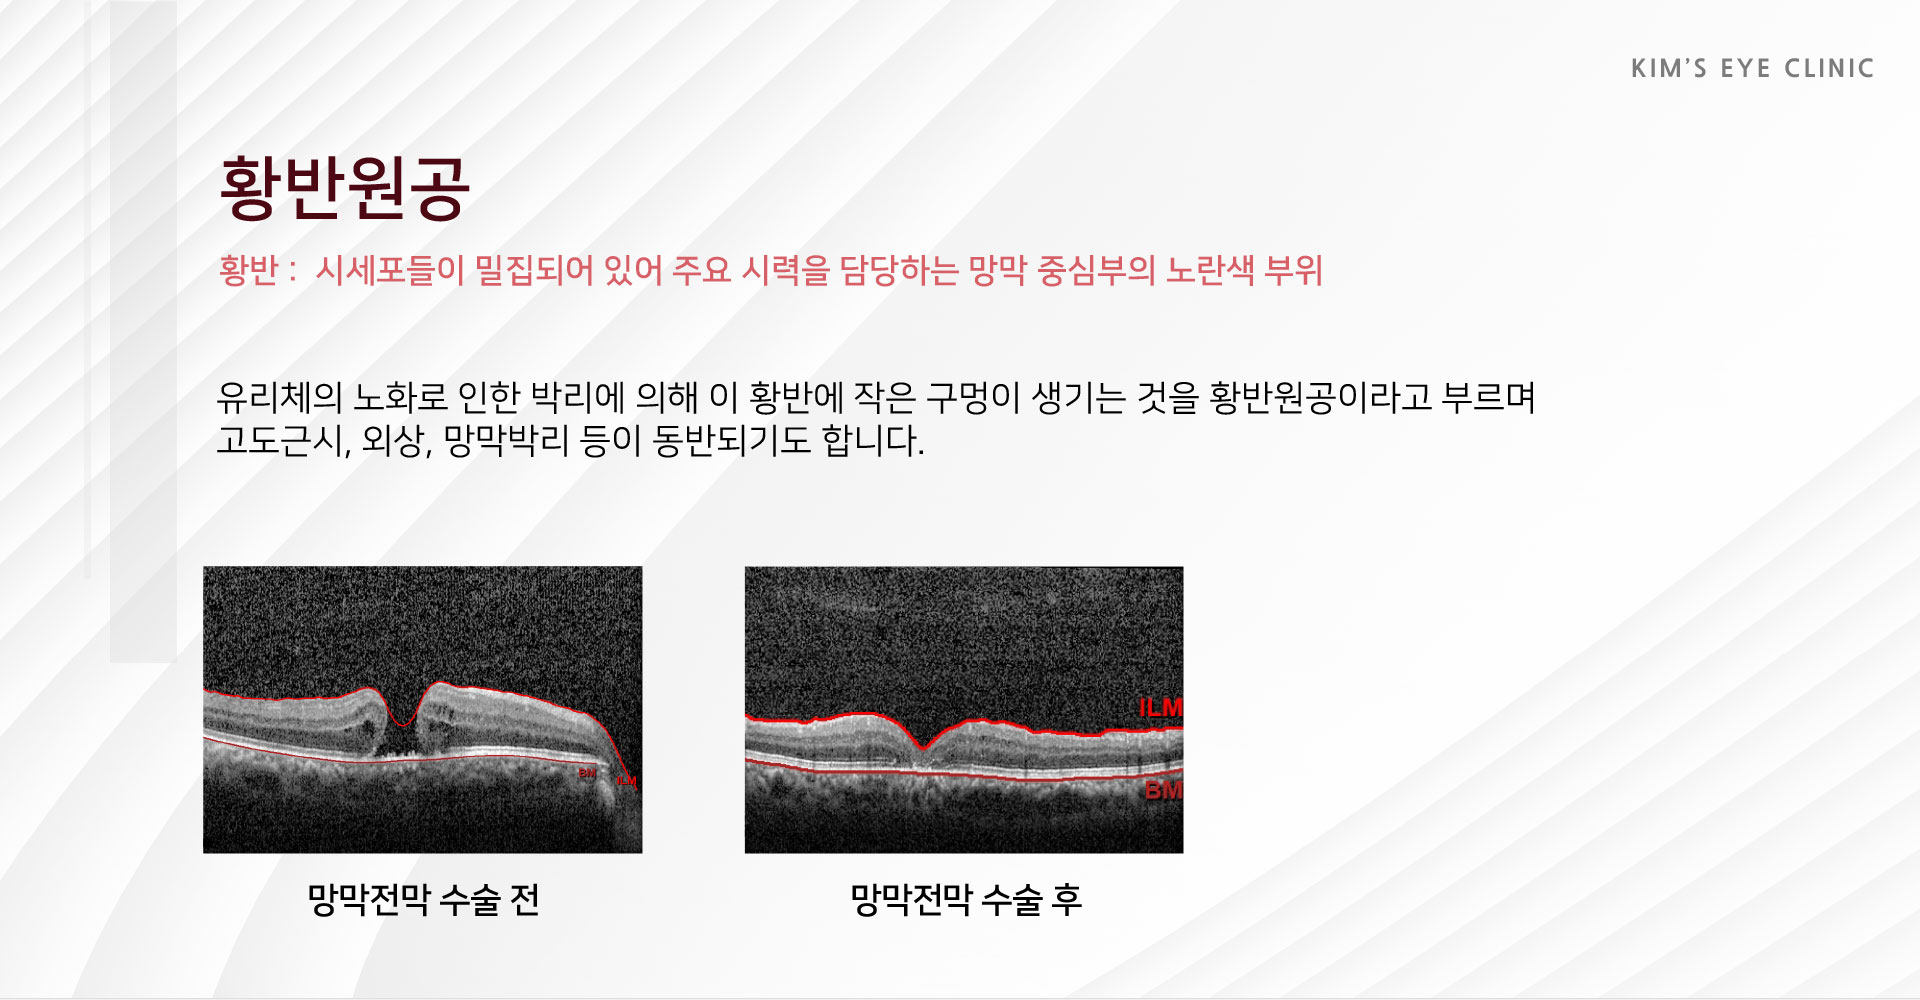 KIM'S EYE CLINIC
황반원공
황반 : 시세포들이 밀집되어 있어 주요 시력을 담당하는 망막 중심부의 노란색 부위
유리체의 노화로 인한 박리에 의해 이 황반에 작은 구멍이 생기는 것을 황반원공이라고 부르며
고도근시, 외상, 망막박리 등이 동반되기도 합니다.
BM
ILM
ILM
BM
망막전막 수술 전
망막전막 수술 후